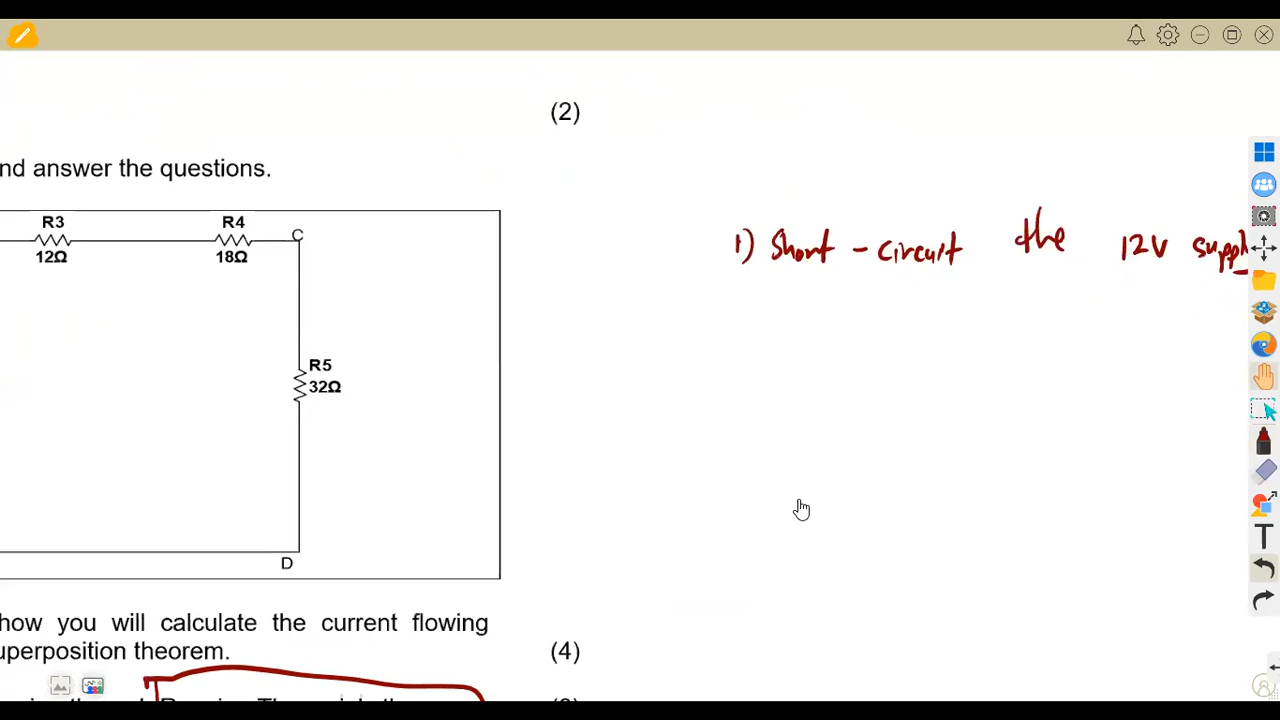 (2)
nd answer the questions.
R3
R4
C
12Ω
18Ω
1) Short-circuit the 12V supply
R5
32Ω
D
how you will calculate the current flowing
uperposition theorem.
(4)